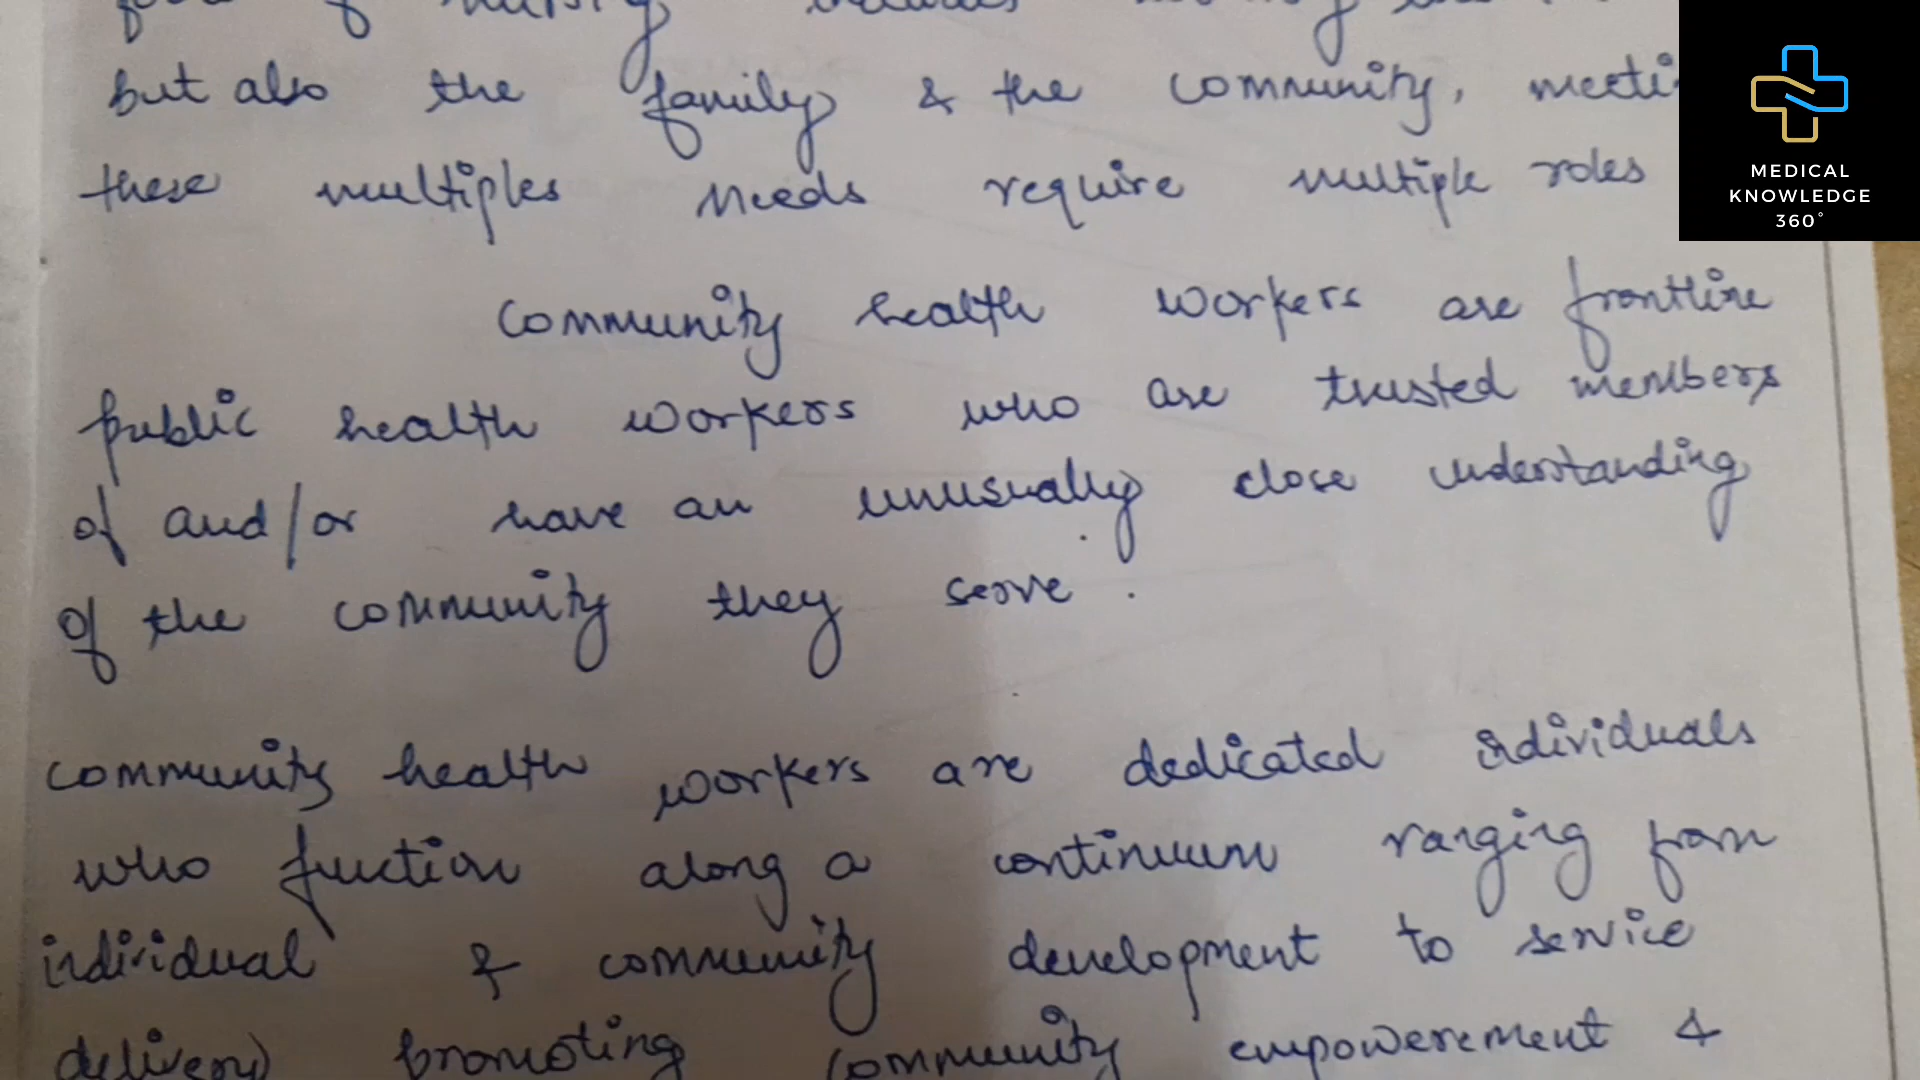 of nursing
but also the family & the community, meeti
these multiples needs require multiple roles
community health workers are frontline
public health workers who are trusted members
of and/or have an unusually close understanding
of the community they serve.
community health workers are dedicated individuals
who fuction along a continuum ranging from
individual & community development to service
delivery promoting community empowerement &
MEDICAL
KNOWLEDGE
360°